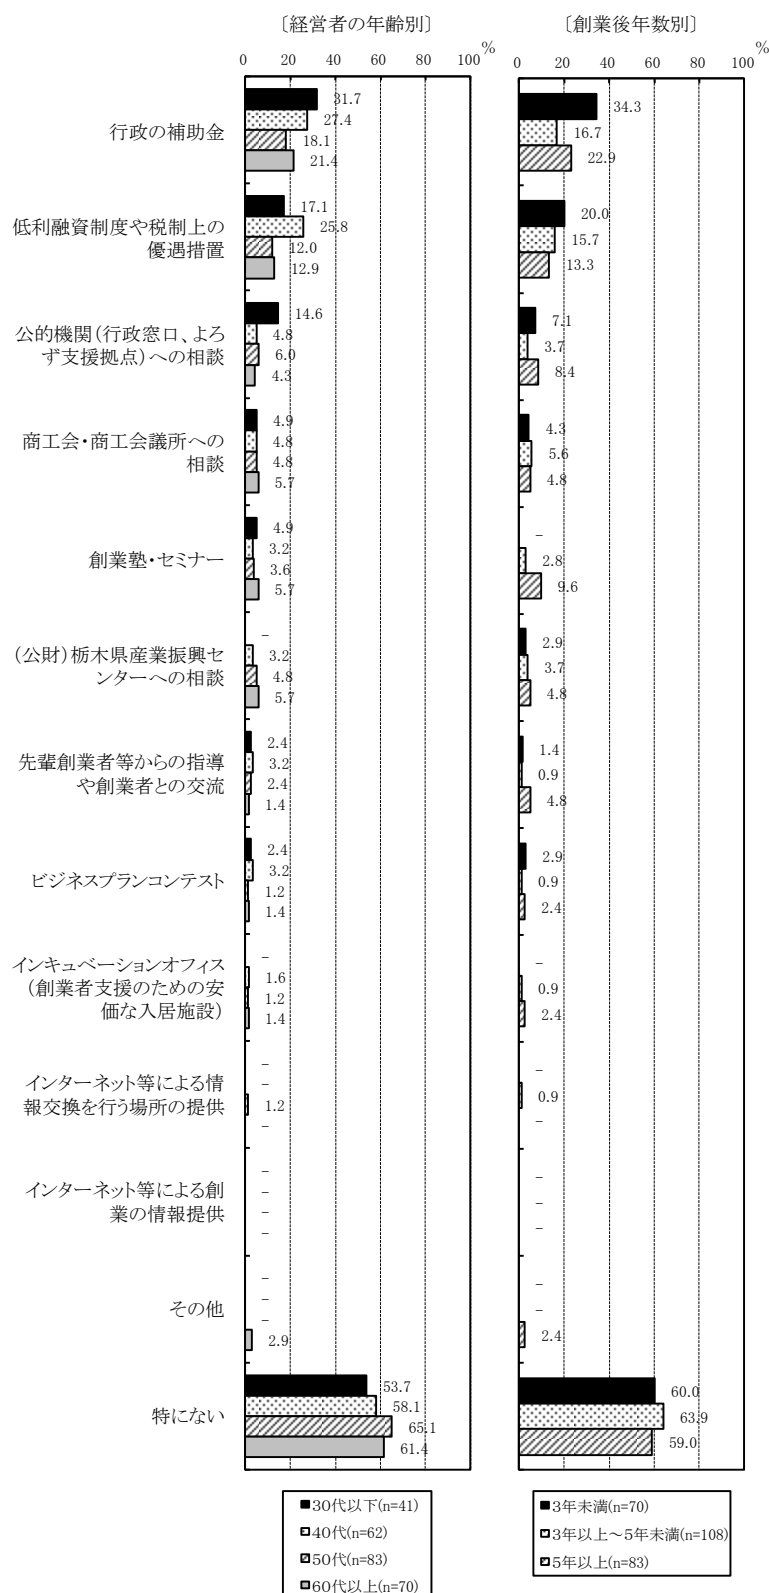 〔経営者の年齢別〕
〔創業後年数別〕
0 20 40 60 80 100 %
0 20 40 60 80 100 %
行政の補助金
31.7
27.4
18.1
21.4
34.3
16.7
22.9
低利融資制度や税制上の
優遇措置
17.1
25.8
12.0
12.9
20.0
15.7
13.3
公的機関(行政窓口、よろ
ず支援拠点)への相談
14.6
4.8
6.0
4.3
7.1
3.7
8.4
商工会・商工会議所への
相談
4.9
4.8
4.8
5.7
4.3
5.6
4.8
創業塾・セミナー
4.9
3.2
3.6
5.7
-
2.8
9.6
(公財)栃木県産業振興セ
ンターへの相談
-
3.2
4.8
5.7
2.9
3.7
4.8
先輩創業者等からの指導
や創業者との交流
2.4
3.2
2.4
1.4
1.4
0.9
4.8
ビジネスプランコンテスト
2.4
3.2
1.2
1.4
2.9
0.9
2.4
インキュベーションオフィス
(創業者支援のための安
価な入居施設)
-
1.6
1.2
1.4
-
0.9
2.4
インターネット等による情
報交換を行う場所の提供
-
-
1.2
-
-
0.9
-
インターネット等による創
業の情報提供
-
-
-
-
-
-
-
その他
-
-
-
2.9
-
-
2.4
特にない
53.7
58.1
65.1
61.4
60.0
63.9
59.0
30代以下(n=41)
40代(n=62)
50代(n=83)
60代以上(n=70)
3年未満(n=70)
3年以上~5年未満(n=108)
5年以上(n=83)